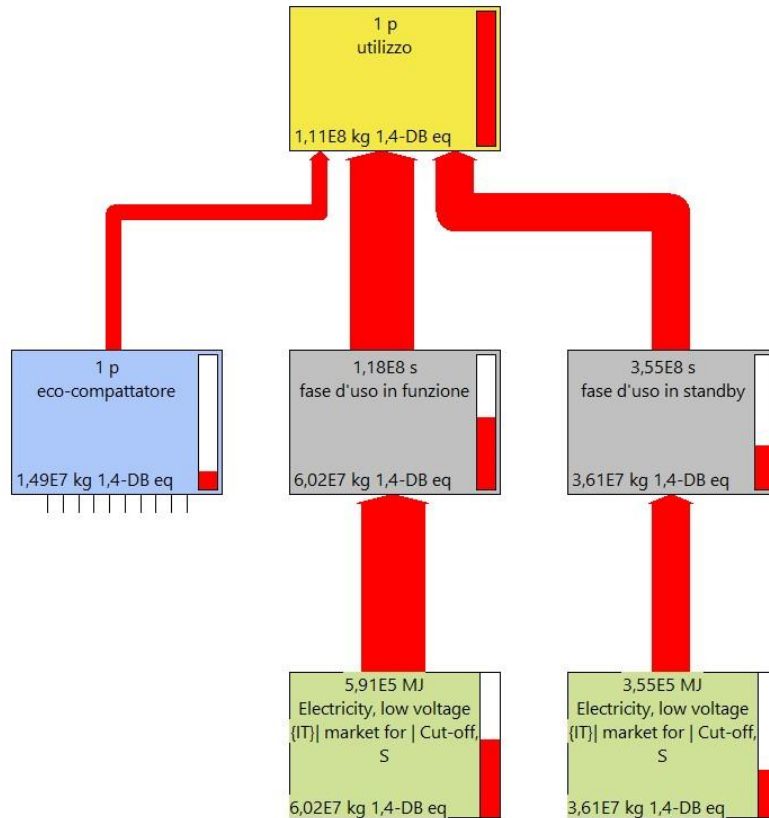 1 p
utilizzo
1,11E8 kg 1,4-DB eq
1 p
eco-compattatore
1,49E7 kg 1,4-DB eq
1,18E8 s
fase d'uso in funzione
6,02E7 kg 1,4-DB eq
3,55E8 s
fase d'uso in standby
3,61E7 kg 1,4-DB eq
5,91E5 MJ
Electricity, low voltage
{IT}| market for | Cut-off,
S
6,02E7 kg 1,4-DB eq
3,55E5 MJ
Electricity, low voltage
{IT}| market for | Cut-off,
S
3,61E7 kg 1,4-DB eq